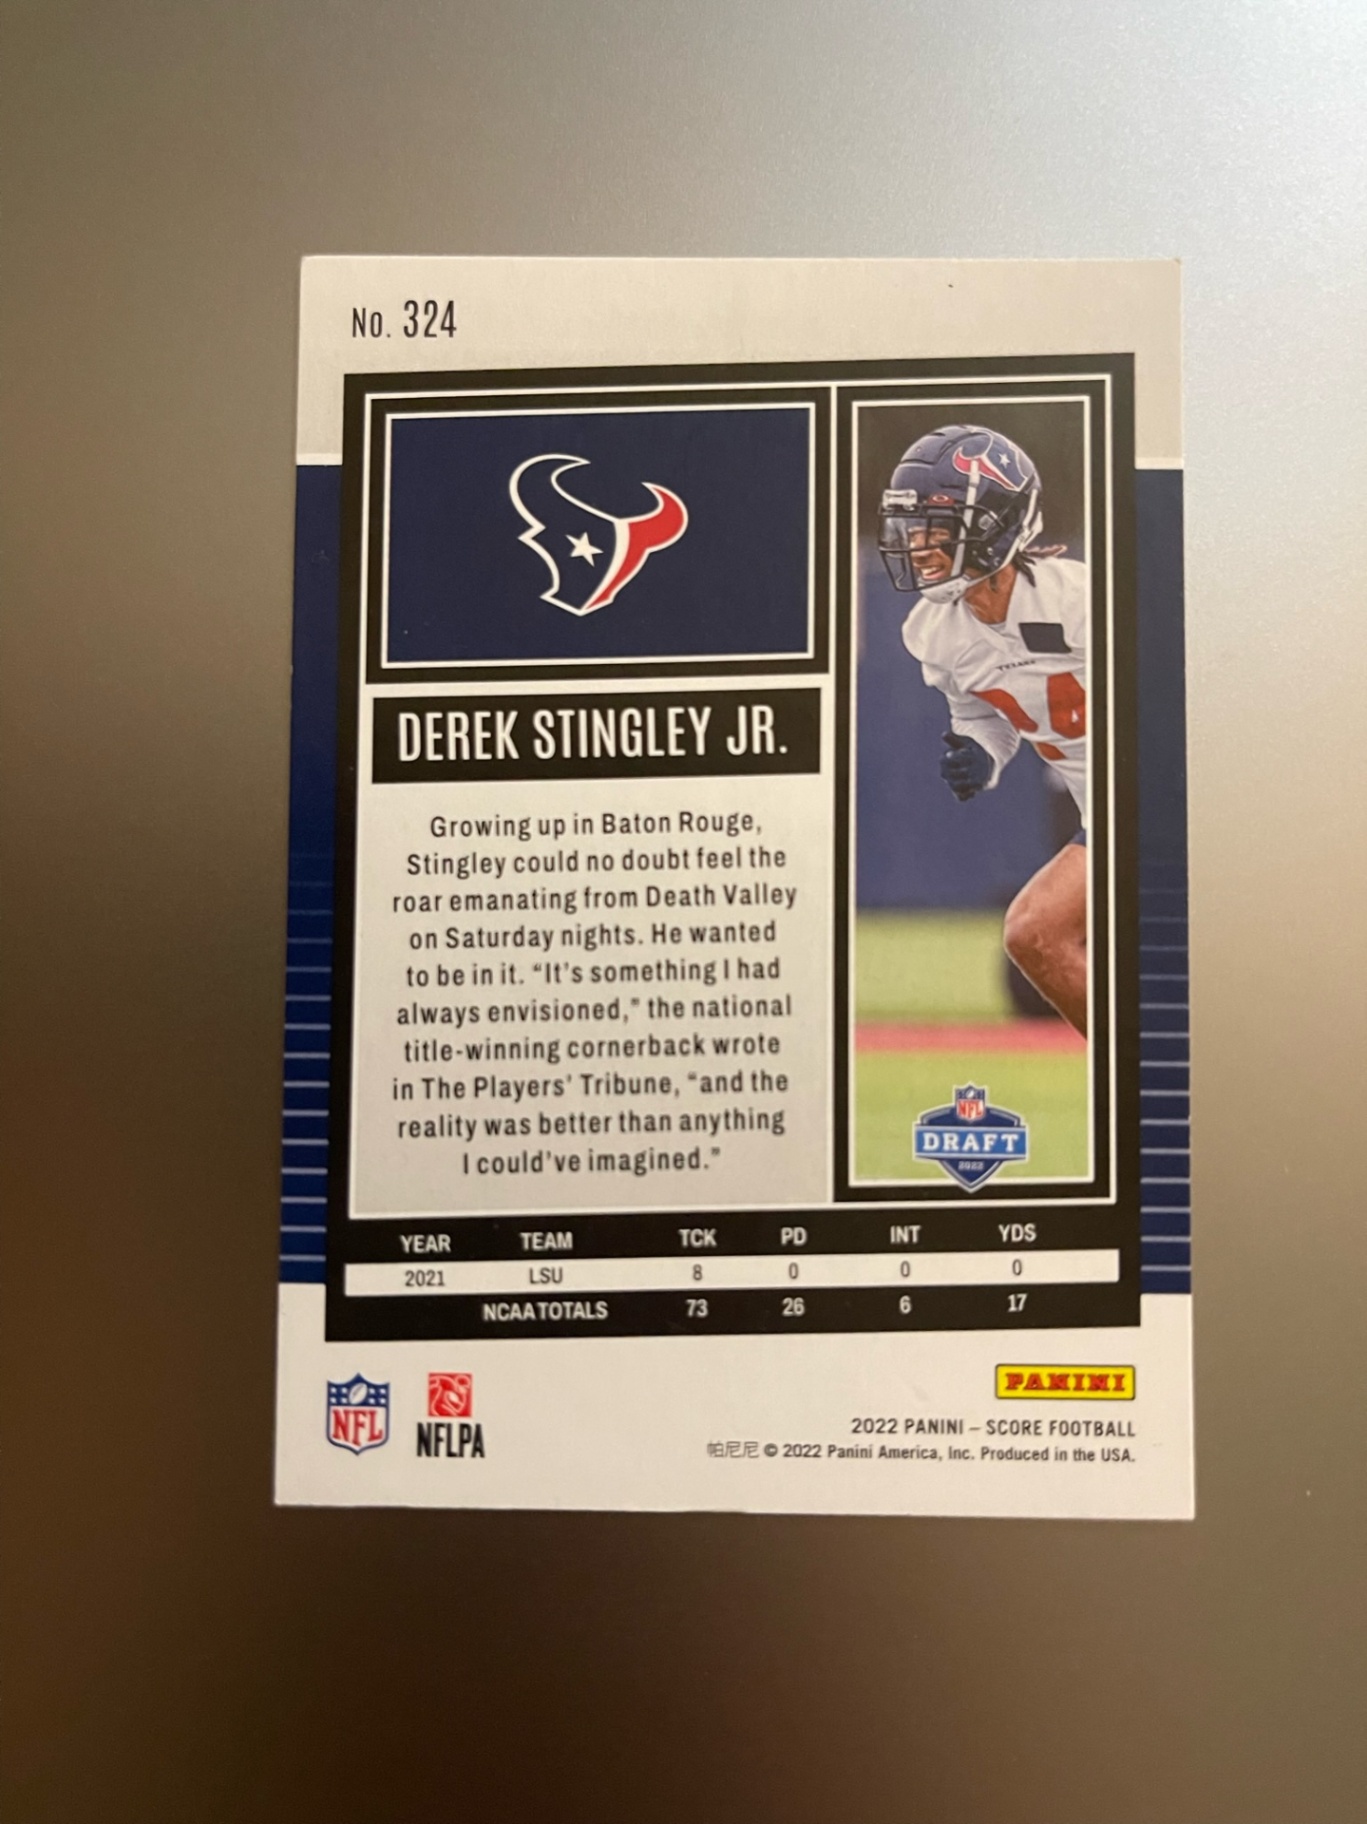 No. 324
DEREK STINGLEY JR.
Growing up in Baton Rouge,
Stingley could no doubt feel the
roar emanating from Death Valley
on Saturday nights. He wanted
to be in it. “It’s something I had
always envisioned,” the national
title-winning cornerback wrote
in The Players’ Tribune, “and the
reality was better than anything
I could’ve imagined.”
TEXANS
NFL
DRAFT
2022
YEAR TEAM TCK PD INT YDS
2021 LSU 8 0 0 0
NCAA TOTALS 73 26 6 17
NFL
NFLPA
PANINI
2022 PANINI – SCORE FOOTBALL
帕尼尼 © 2022 Panini America, Inc. Produced in the USA.